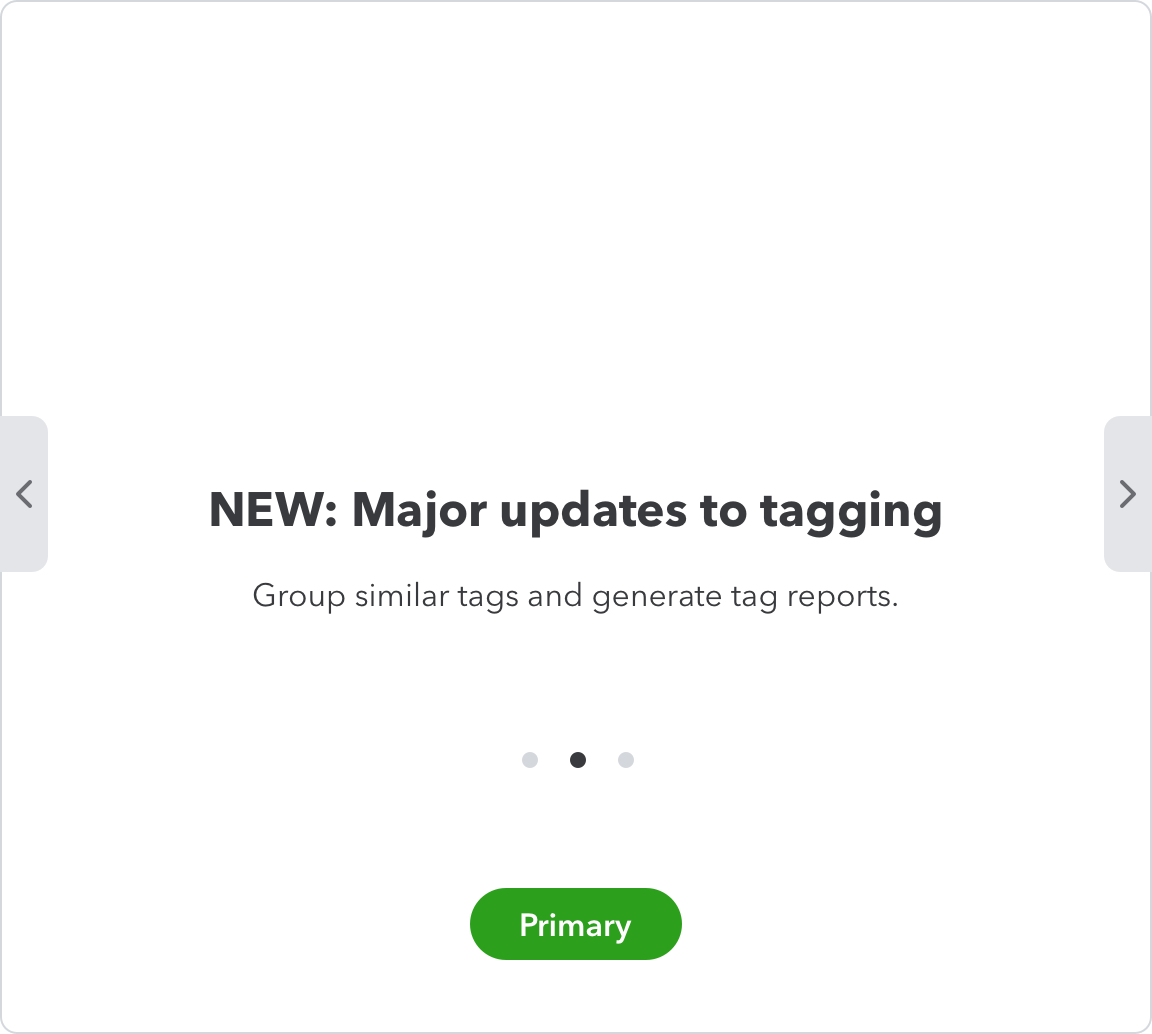 NEW: Major updates to tagging
Group similar tags and generate tag reports.
Primary